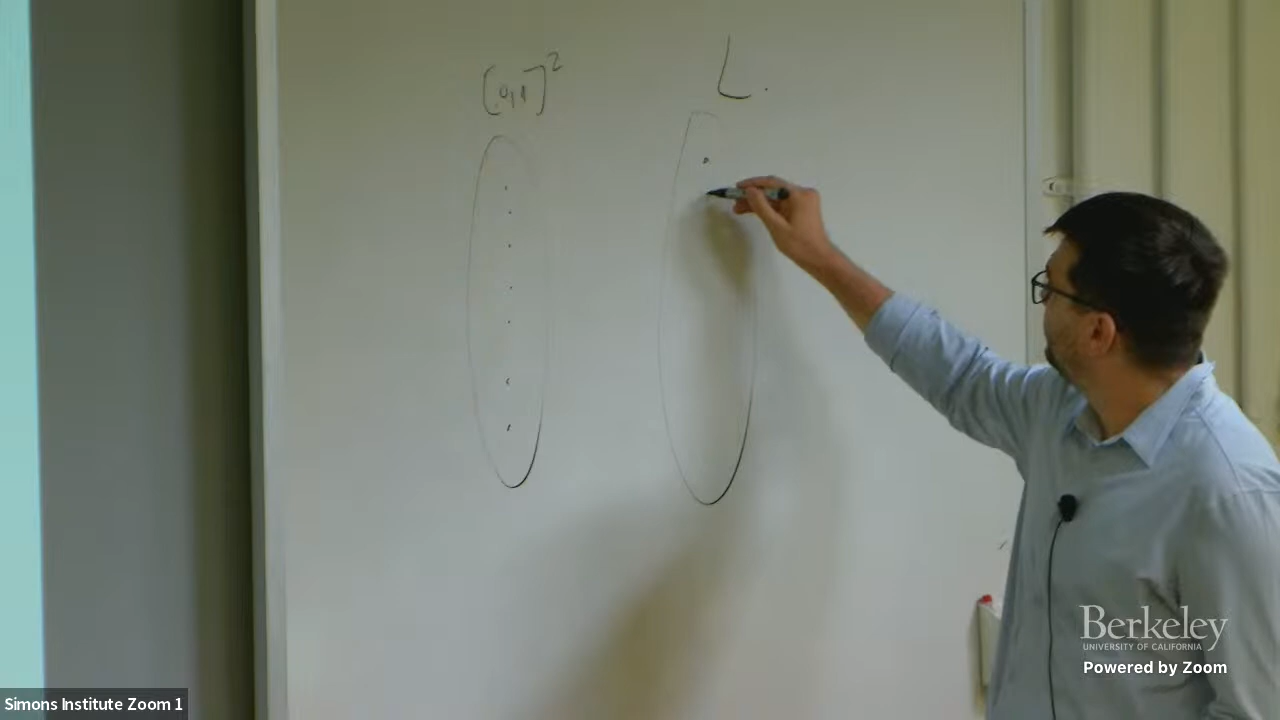 [0,1]^2
L.
Berkeley
UNIVERSITY OF CALIFORNIA
Powered by Zoom
Simons Institute Zoom 1